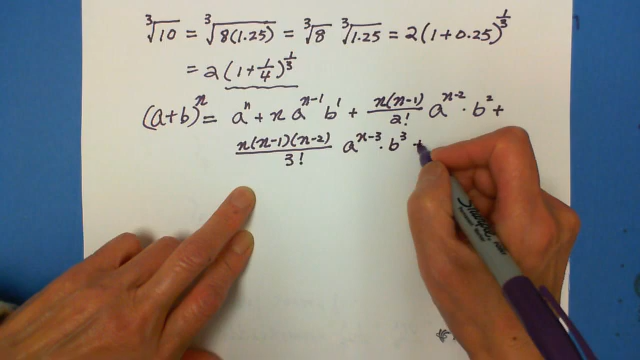 ∛10 = ∛8(1.25) = ∛8 ∛1.25 = 2(1+0.25)^(1/3)
= 2(1+1/4)^(1/3)
(a+b)^n = a^n + n a^(n-1) b^1 + n(n-1)/2! a^(n-2) · b^2 +
n(n-1)(n-2)/3! a^(n-3) · b^3 +
Sharpie